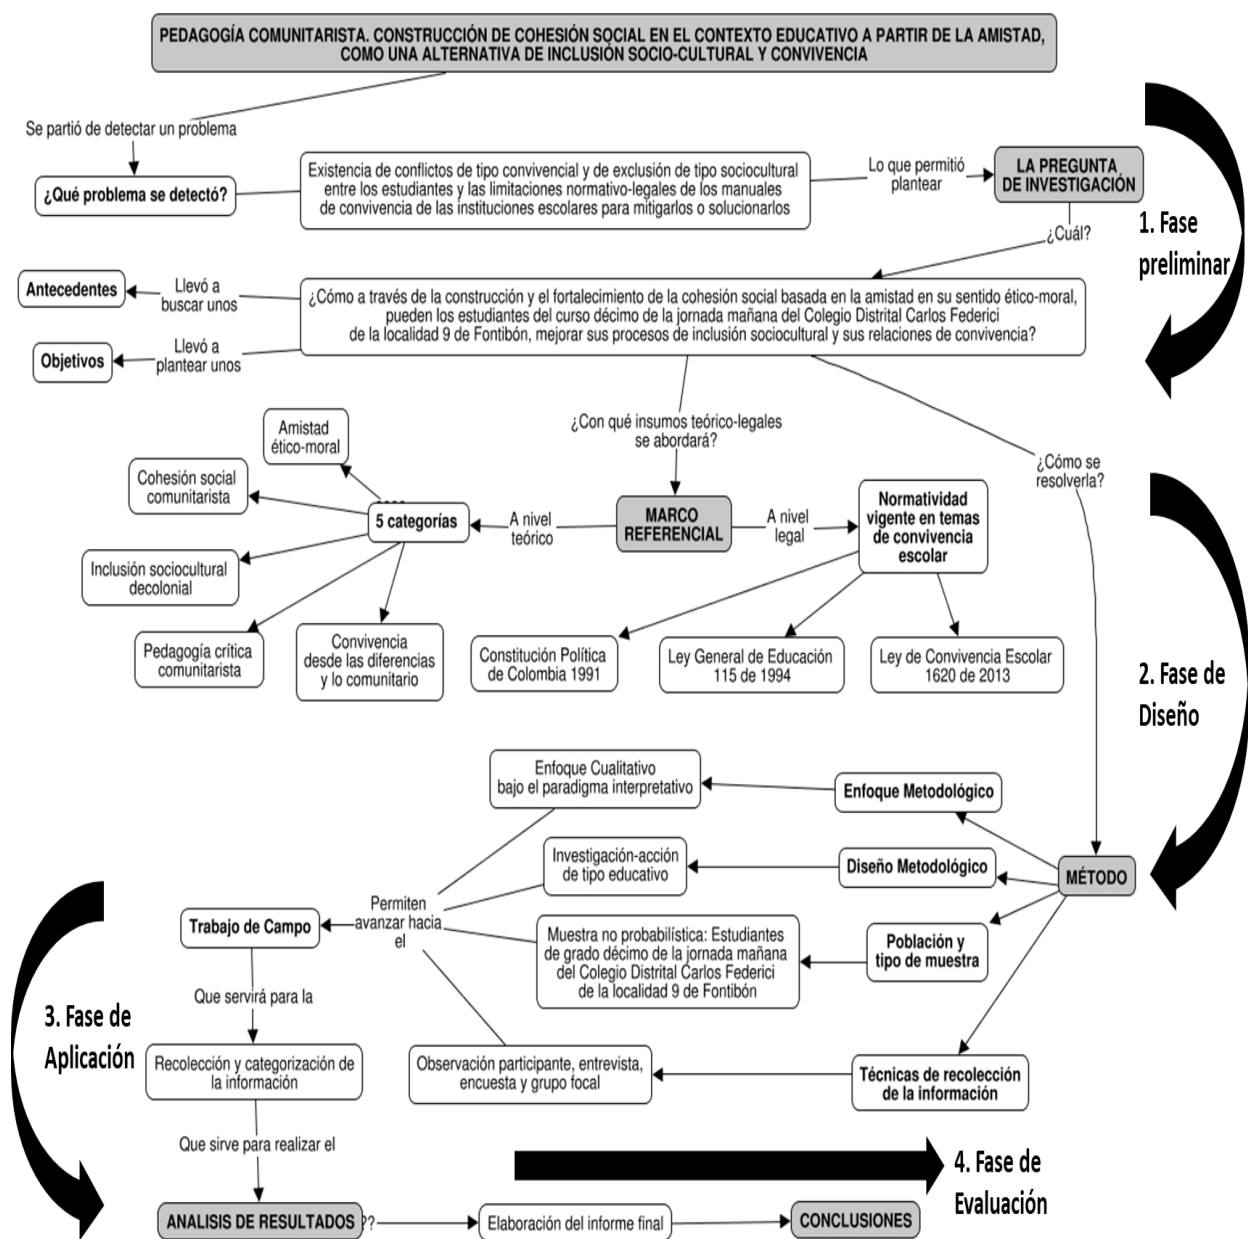 PEDAGOGÍA COMUNITARISTA. CONSTRUCCIÓN DE COHESIÓN SOCIAL EN EL CONTEXTO EDUCATIVO A PARTIR DE LA AMISTAD,
COMO UNA ALTERNATIVA DE INCLUSIÓN SOCIO-CULTURAL Y CONVIVENCIA
Se partió de detectar un problema
¿Qué problema se detectó?
Existencia de conflictos de tipo convivencial y de exclusión de tipo sociocultural
entre los estudiantes y las limitaciones normativo-legales de los manuales
de convivencia de las instituciones escolares para mitigarlos o solucionarlos
Lo que permitió
plantear
LA PREGUNTA
DE INVESTIGACIÓN
1. Fase
preliminar
¿Cuál?
Antecedentes
Llevó a
buscar unos
¿Cómo a través de la construcción y el fortalecimiento de la cohesión social basada en la amistad en su sentido ético-moral,
pueden los estudiantes del curso décimo de la jornada mañana del Colegio Distrital Carlos Federici
de la localidad 9 de Fontibón, mejorar sus procesos de inclusión sociocultural y sus relaciones de convivencia?
Objetivos
Llevó a
plantear unos
¿Con qué insumos teórico-legales
se abordará?
¿Cómo se
resolverla?
Amistad
ético-moral
Cohesión social
comunitarista
5 categorías
A nivel
teórico
MARCO
REFERENCIAL
A nivel
legal
Normatividad
vigente en temas
de convivencia
escolar
Inclusión sociocultural
decolonial
Pedagogía crítica
comunitarista
Convivencia
desde las diferencias
y lo comunitario
Constitución Política
de Colombia 1991
Ley General de Educación
115 de 1994
Ley de Convivencia Escolar
1620 de 2013
2. Fase de
Diseño
Enfoque Cualitativo
bajo el paradigma interpretativo
Enfoque Metodológico
Investigación-acción
de tipo educativo
Diseño Metodológico
MÉTODO
Permiten
avanzar hacia
el
Trabajo de Campo
Muestra no probabilística: Estudiantes
de grado décimo de la jornada mañana
del Colegio Distrital Carlos Federici
de la localidad 9 de Fontibón
Población y
tipo de muestra
Que servirá para la
3. Fase de
Aplicación
Recolección y categorización de
la información
Observación participante, entrevista,
encuesta y grupo focal
Técnicas de recolección
de la información
Que sirve para realizar el
4. Fase de
Evaluación
ANALISIS DE RESULTADOS
??
Elaboración del informe final
CONCLUSIONES